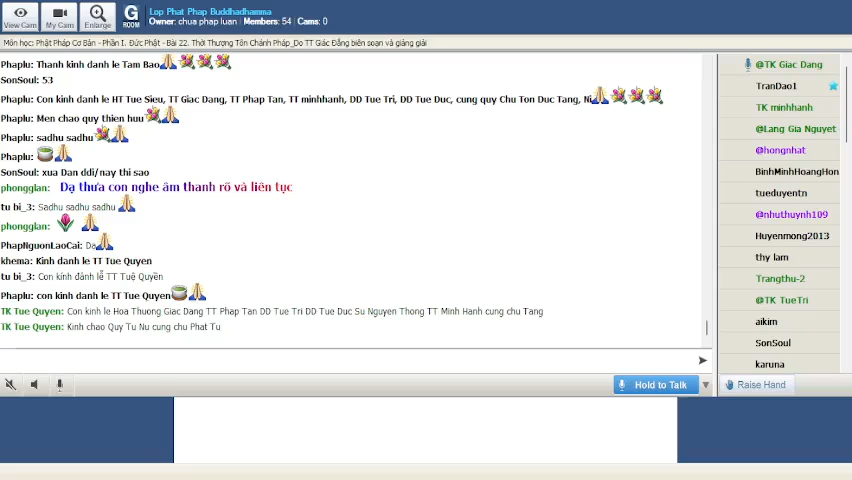 Lop Phat Phap Buddhadhamma
Owner: chua phap luan Members: 54 Cams: 0
View Cam My Cam Enlarge G ROOM
Môn học: Phật Pháp Cơ Bản - Phần I. Đức Phật - Bài 22. Thời Thượng Tôn Chánh Pháp_Do TT Giác Đẳng biên soạn và giảng giải
Phaplu: Thanh kinh danh le Tam Bao
SonSoul: 53
Phaplu: Con kinh danh le HT Tue Sieu, TT Giac Dang, TT Phap Tan, TT minhhanh, DD Tue Tri, DD Tue Duc, cung quy Chu Ton Duc Tang, Ni
Phaplu: Men chao quy thien huu
Phaplu: sadhu sadhu
Phaplu:
SonSoul: xua Dan ddi/nay thi sao
phongglan: Dạ thưa con nghe âm thanh rõ và liên tục
tu bi_3: Sadhu sadhu sadhu
phongglan:
PhapNguonLaoCai: Da
khema: Kinh danh le TT Tue Quyen
tu bi_3: Con kính đảnh lễ TT Tuệ Quyền
Phaplu: con kinh danh le TT Tue Quyen
TK Tue Quyen: Con kinh le Hoa Thuong Giac Dang TT Phap Tan DD Tue Tri DD Tue Duc Su Nguyen Thong TT Minh Hanh cung chu Tang
TK Tue Quyen: Kinh chao Quy Tu Nu cung chu Phat Tu
Hold to Talk
@TK Giac Dang
TranDao1
TK minhhanh
@Lang Gia Nguyet
@hongnhat
BinhMinhHoangHon
tueduyentn
@nhuthuynh109
Huyenmong2013
thy lam
Trangthu-2
@TK TueTri
aikim
SonSoul
karuna
Raise Hand